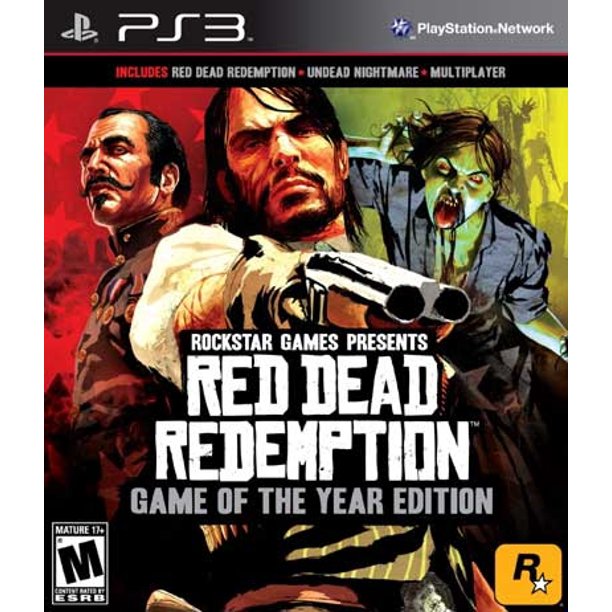 PS3
PlayStation®Network
INCLUDES RED DEAD REDEMPTION • UNDEAD NIGHTMARE • MULTIPLAYER
ROCKSTAR GAMES PRESENTS
RED DEAD
REDEMPTION™
GAME OF THE YEAR EDITION
MATURE 17+
M
CONTENT RATED BY
ESRB
R